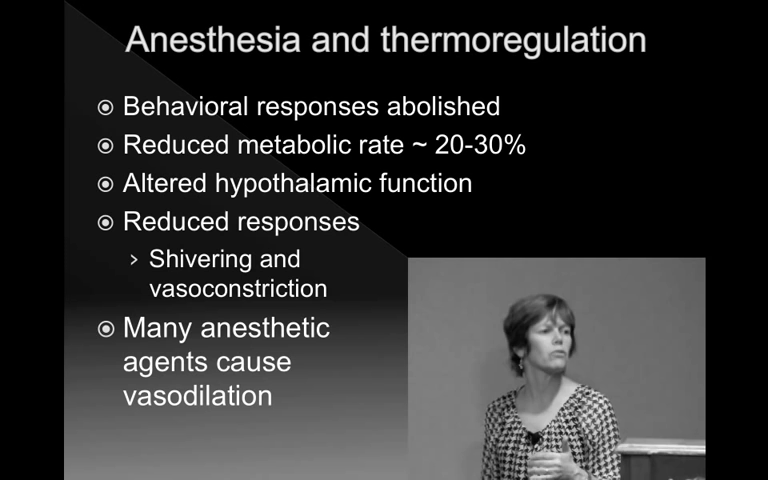 Anesthesia and thermoregulation
Behavioral responses abolished
Reduced metabolic rate ~ 20-30%
Altered hypothalamic function
Reduced responses
Shivering and
vasoconstriction
Many anesthetic
agents cause
vasodilation